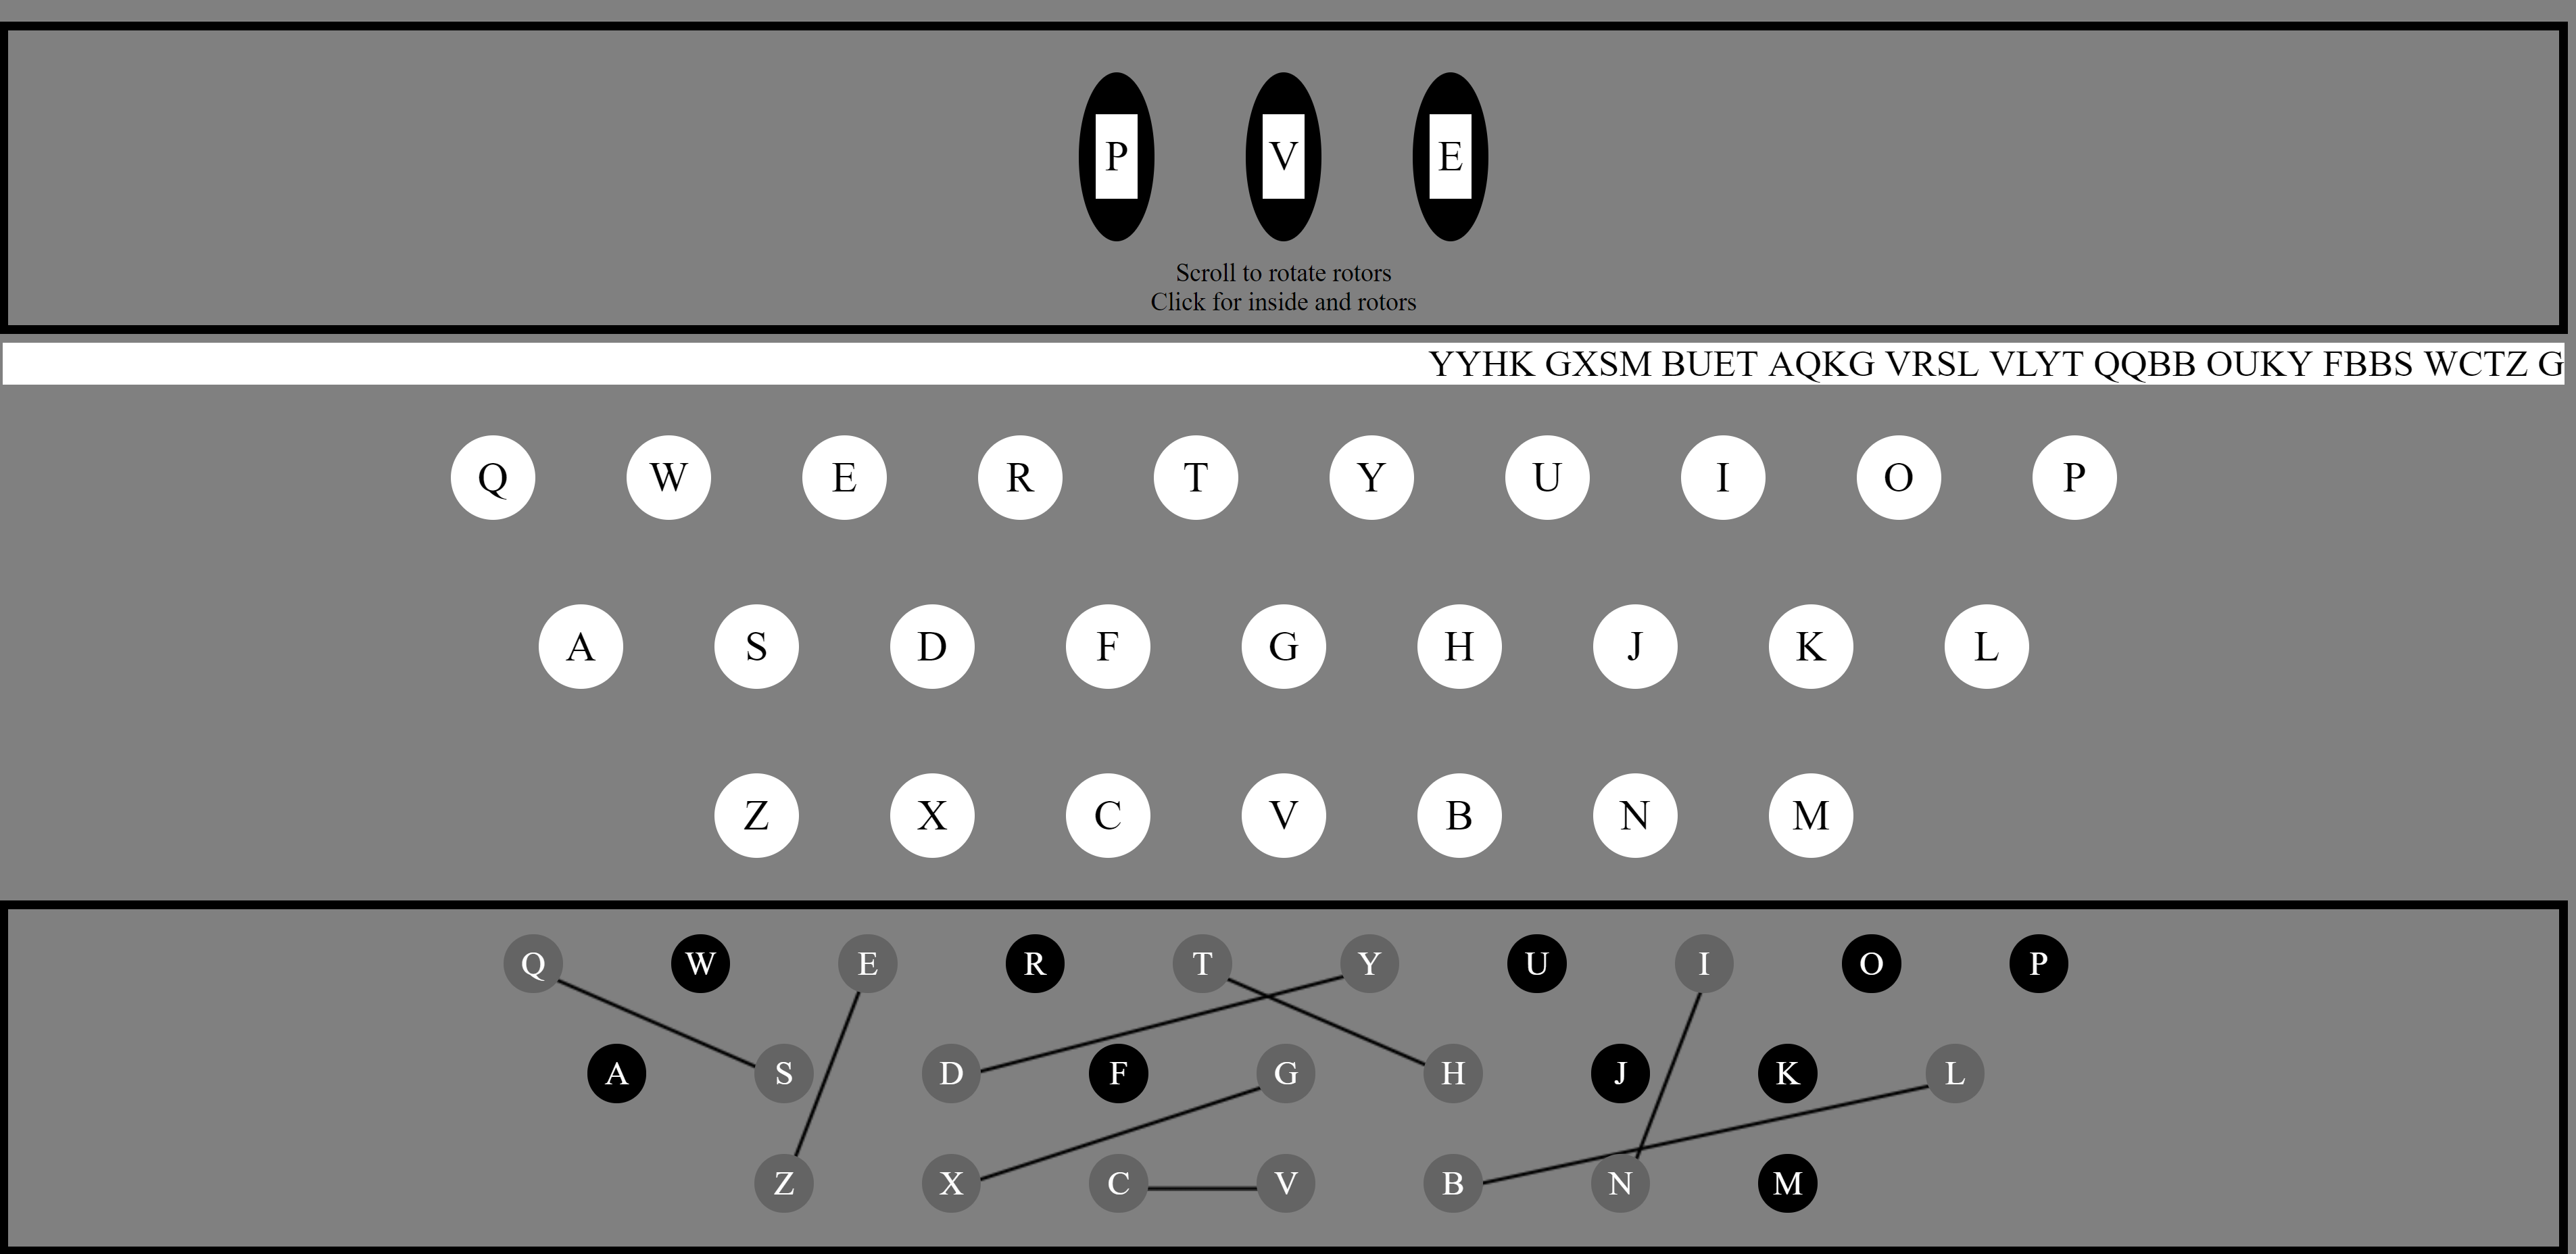 P V E
Scroll to rotate rotors
Click for inside and rotors
YYHK GXSM BUET AQKG VRSL VLYT QQBB OUKY FBBS WCTZ G
Q W E R T Y U I O P
A S D F G H J K L
Z X C V B N M
Q W E R T Y U I O P
A S D F G H J K L
Z X C V B N M